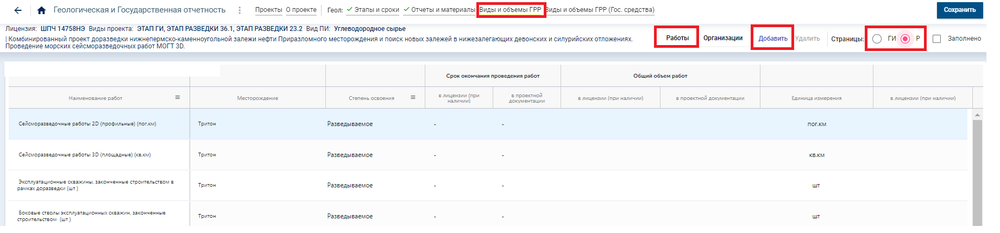 Геологическая и Государственная отчетность
Проекты О проекте Геол: Этапы и сроки Отчеты и материалы Виды и объемы ГРР Виды и объемы ГРР (Гос. средства) Сохранить
Лицензия: ШПЧ 14758НЭ Виды проекта: ЭТАП ГИ, ЭТАП РАЗВЕДКИ 36.1, ЭТАП РАЗВЕДКИ 23.2 Вид ПИ: Углеводородное сырье
| Комбинированный проект доразведки нижнепермско-каменноугольной залежи нефти Приразломного месторождения и поиск новых залежей в нижезалегающих девонских и силурийских отложениях.
Проведение морских сейсморазведочных работ МОГТ 3D.
Работы Организации Добавить Удалить Страницы: ГИ Р Заполнено
Срок окончания проведения работ Общий объем работ
Наименование работ Месторождение Степень освоения в лицензии (при наличии) в проектной документации в лицензии (при наличии) в проектной документации Единица измерения в лицензии (при наличии)
Сейсморазведочные работы 2D (профильные) (пог.км) Тритон Разведываемое - - пог.км
Сейсморазведочные работы 3D (площадные) (кв.км) Тритон Разведываемое - - кв.км
Эксплуатационные скважины, законченные строительством в
рамках доразведки (шт ) Тритон Разведываемое - - шт
Боковые стволы эксплуатационных скважин, законченные
строительством (шт ) Тритон Разведываемое - - шт